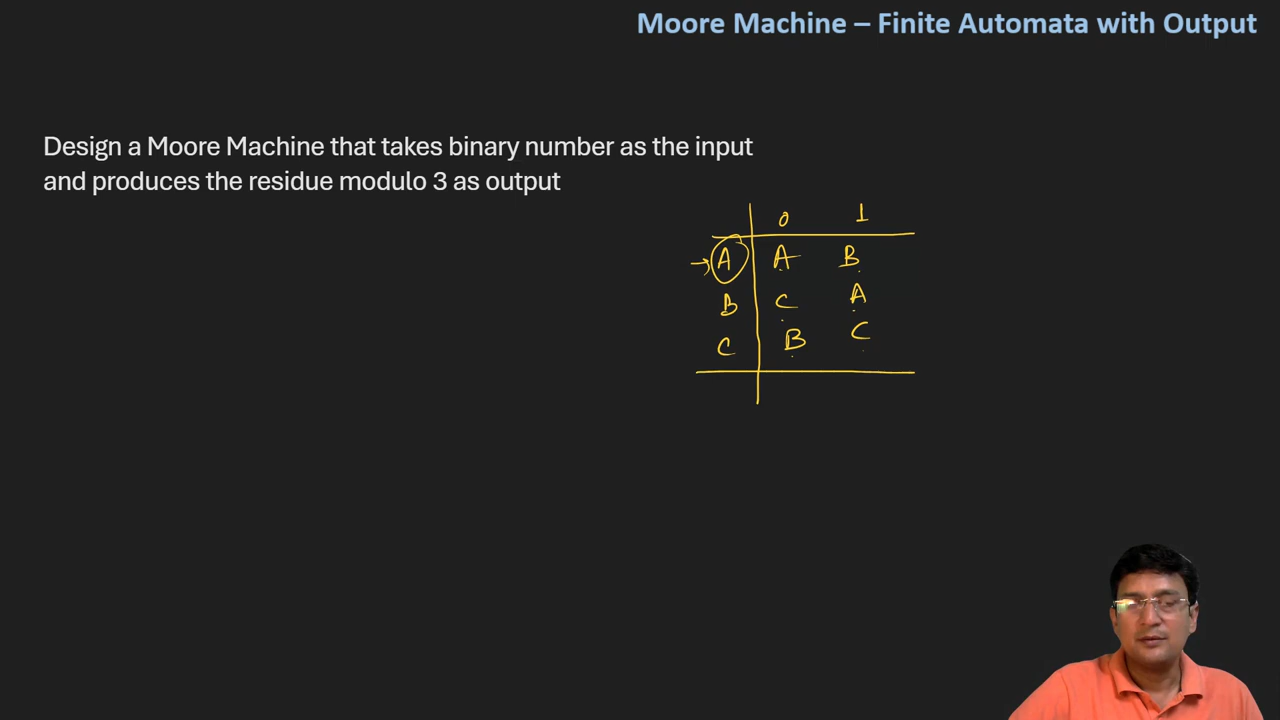 Moore Machine – Finite Automata with Output
Design a Moore Machine that takes binary number as the input
and produces the residue modulo 3 as output
0 1
→ A A B
B C A
C B C